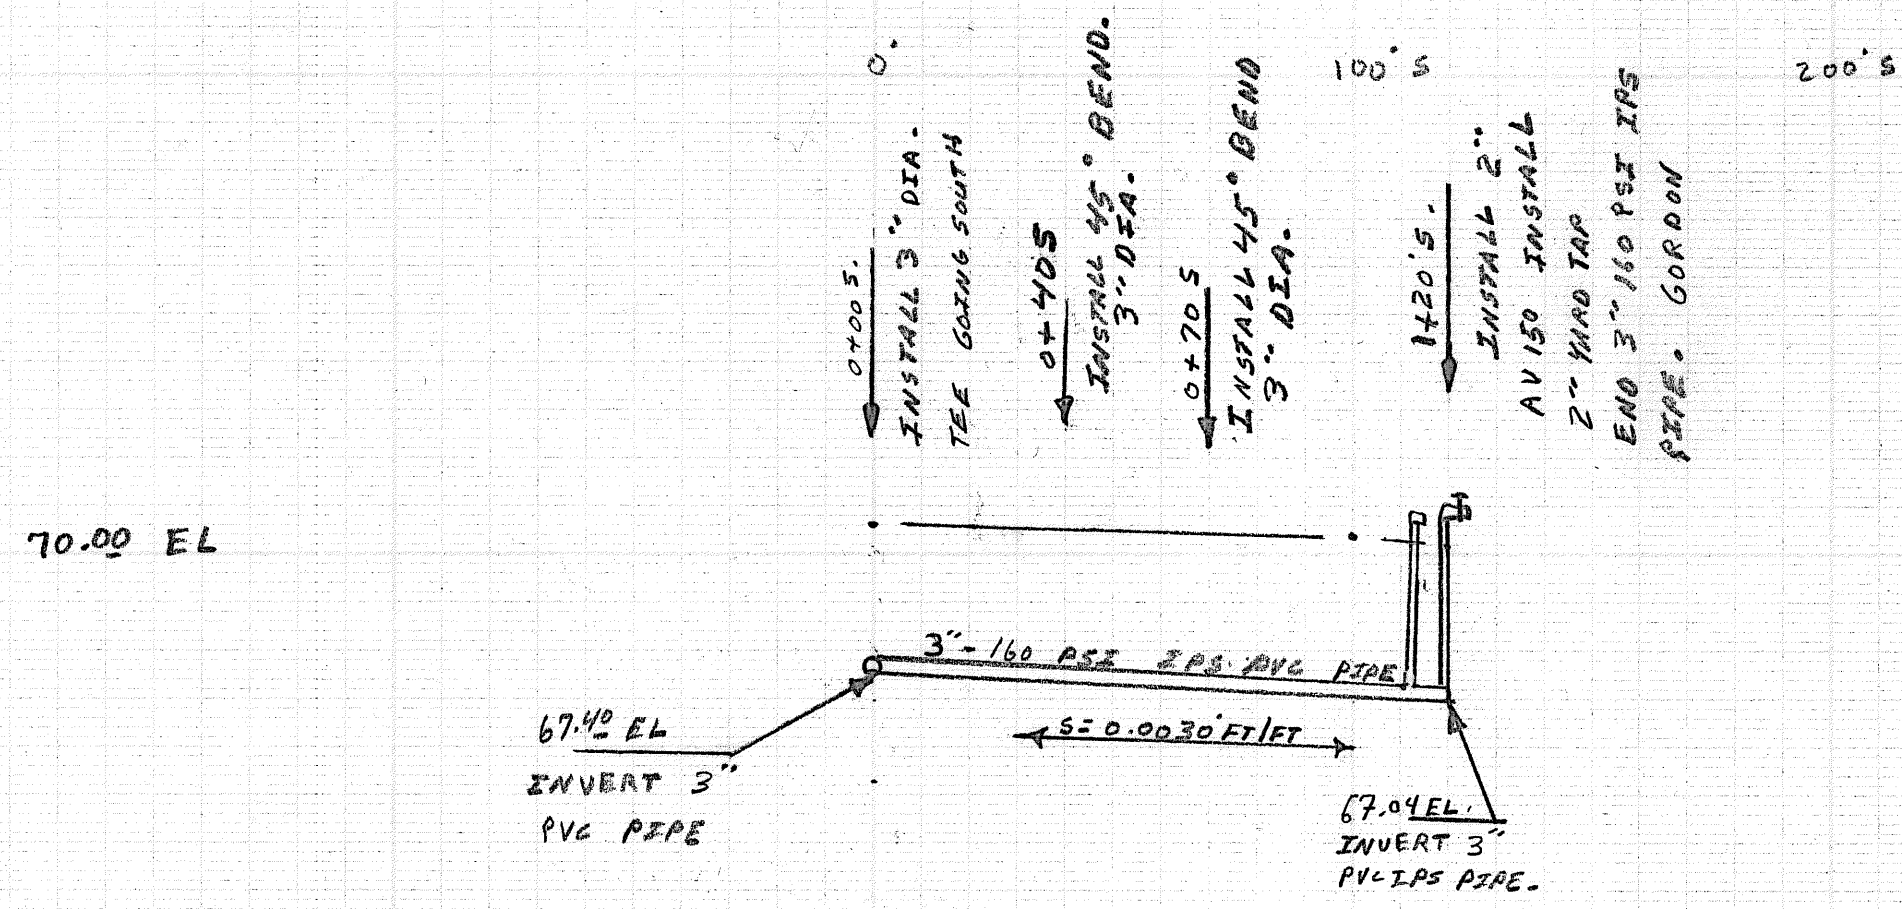 0'
100' S
200' S
0+00 S.
INSTALL 3" DIA.
TEE GOING SOUTH
0+40S
INSTALL 45° BEND.
3" DIA.
0+70 S
INSTALL 45° BEND
3" DIA.
1+20'S.
INSTALL 2"
AV 150 INSTALL
2" YARD TAP
END 3" 160 PSI IPS
PIPE. GORDON
70.00 EL
3" - 160 PSI IPS. PVC PIPE
S= 0.0030' FT/FT
67.40 EL
INVERT 3"
PVC PIPE
67.04 EL.
INVERT 3"
PVC IPS PIPE.